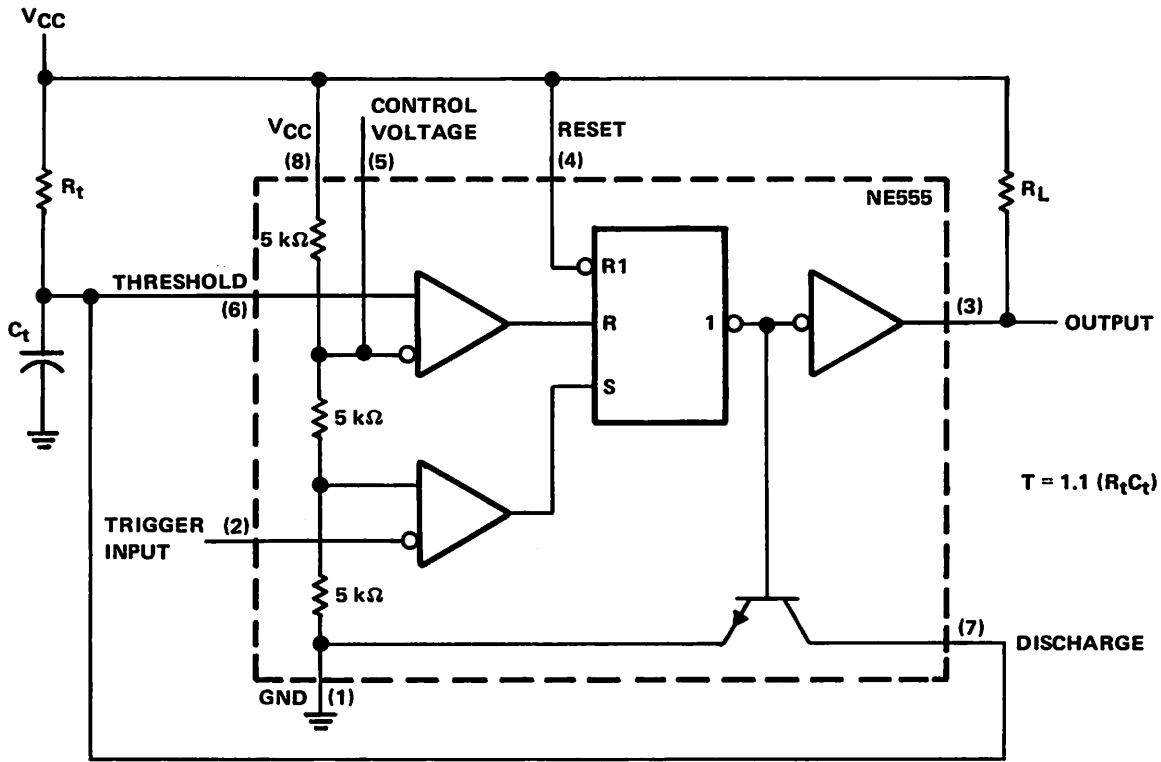 VCC
CONTROL
VOLTAGE
VCC
(8)
(5)
RESET
(4)
Rt
NE555
RL
5 kΩ
THRESHOLD
(6)
R1
R
1
S
(3)
OUTPUT
Ct
5 kΩ
T = 1.1 (RtCt)
TRIGGER
INPUT
(2)
5 kΩ
(7)
DISCHARGE
GND
(1)